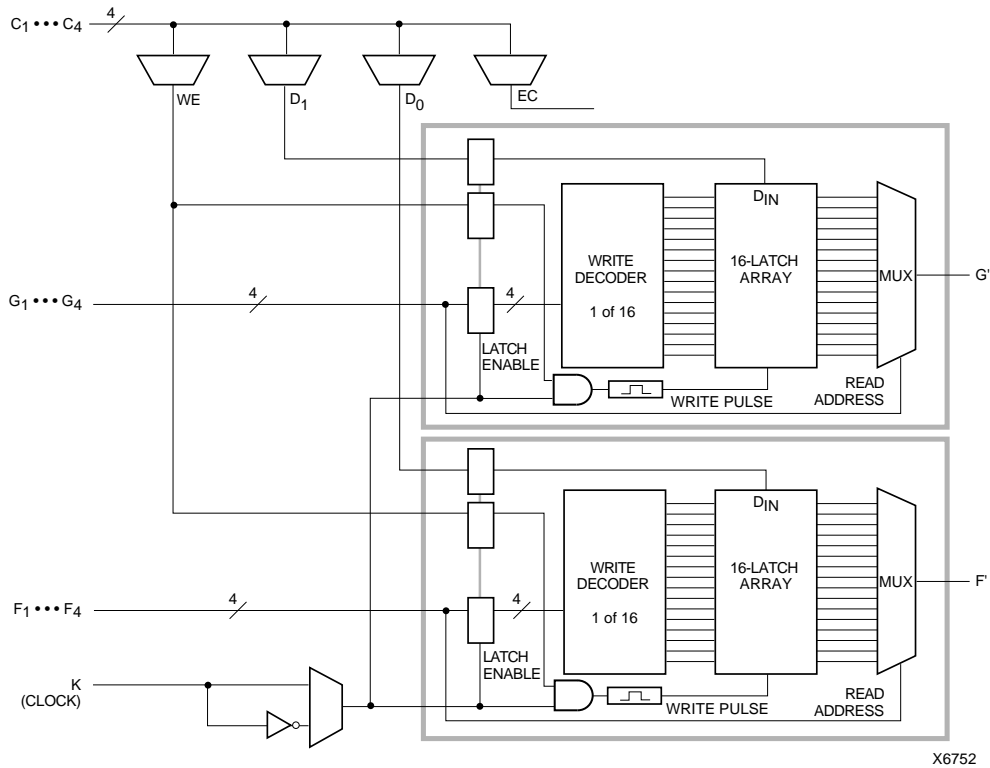 C1 ••• C4
4
WE
D1
D0
EC
DIN
WRITE
DECODER
1 of 16
16-LATCH
ARRAY
MUX
G'
G1 ••• G4
4
4
LATCH
ENABLE
WRITE PULSE
READ
ADDRESS
DIN
WRITE
DECODER
1 of 16
16-LATCH
ARRAY
MUX
F'
F1 ••• F4
4
4
LATCH
ENABLE
K
(CLOCK)
WRITE PULSE
READ
ADDRESS
X6752